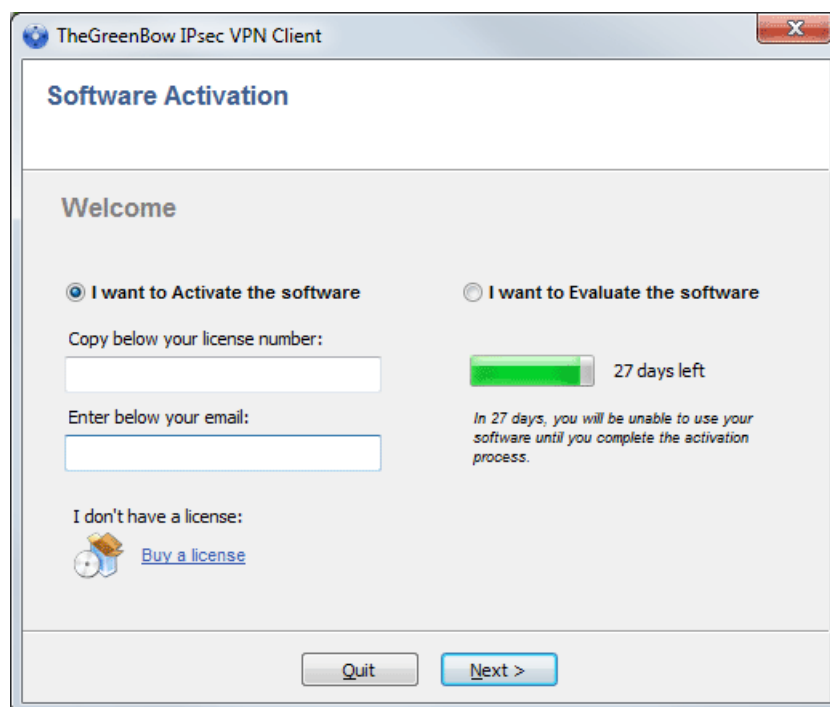 TheGreenBow IPsec VPN Client
X
Software Activation
Welcome
I want to Activate the software
Copy below your license number:
Enter below your email:
I don't have a license:
Buy a license
I want to Evaluate the software
27 days left
In 27 days, you will be unable to use your
software until you complete the activation
process.
Quit
Next >